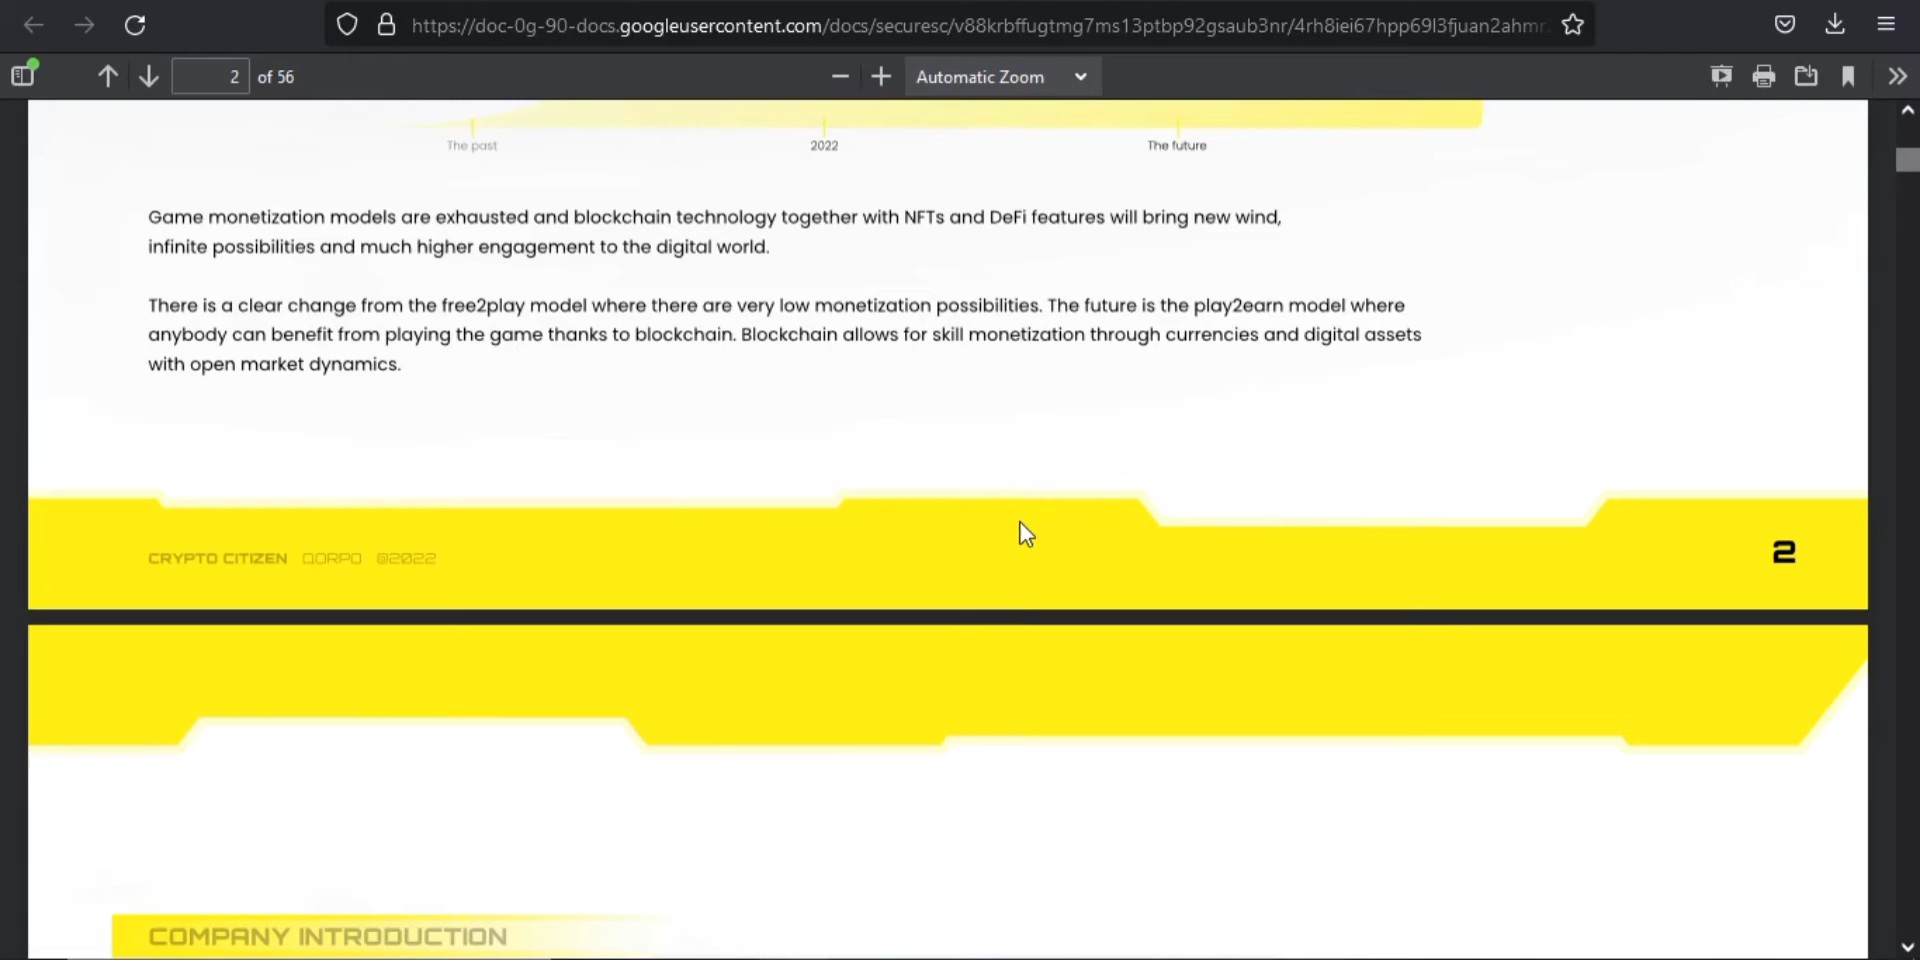 https://doc-0g-90-docs.googleusercontent.com/docs/securesc/v88krbffugtmg7ms13ptbp92gsaub3nr/4rh8iei67hpp69l3fjuan2ahmr
2 of 56
Automatic Zoom
The past 2022 The future
Game monetization models are exhausted and blockchain technology together with NFTs and DeFi features will bring new wind,
infinite possibilities and much higher engagement to the digital world.
There is a clear change from the free2play model where there are very low monetization possibilities. The future is the play2earn model where
anybody can benefit from playing the game thanks to blockchain. Blockchain allows for skill monetization through currencies and digital assets
with open market dynamics.
CRYPTO CITIZEN QORPO @2022
2
COMPANY INTRODUCTION